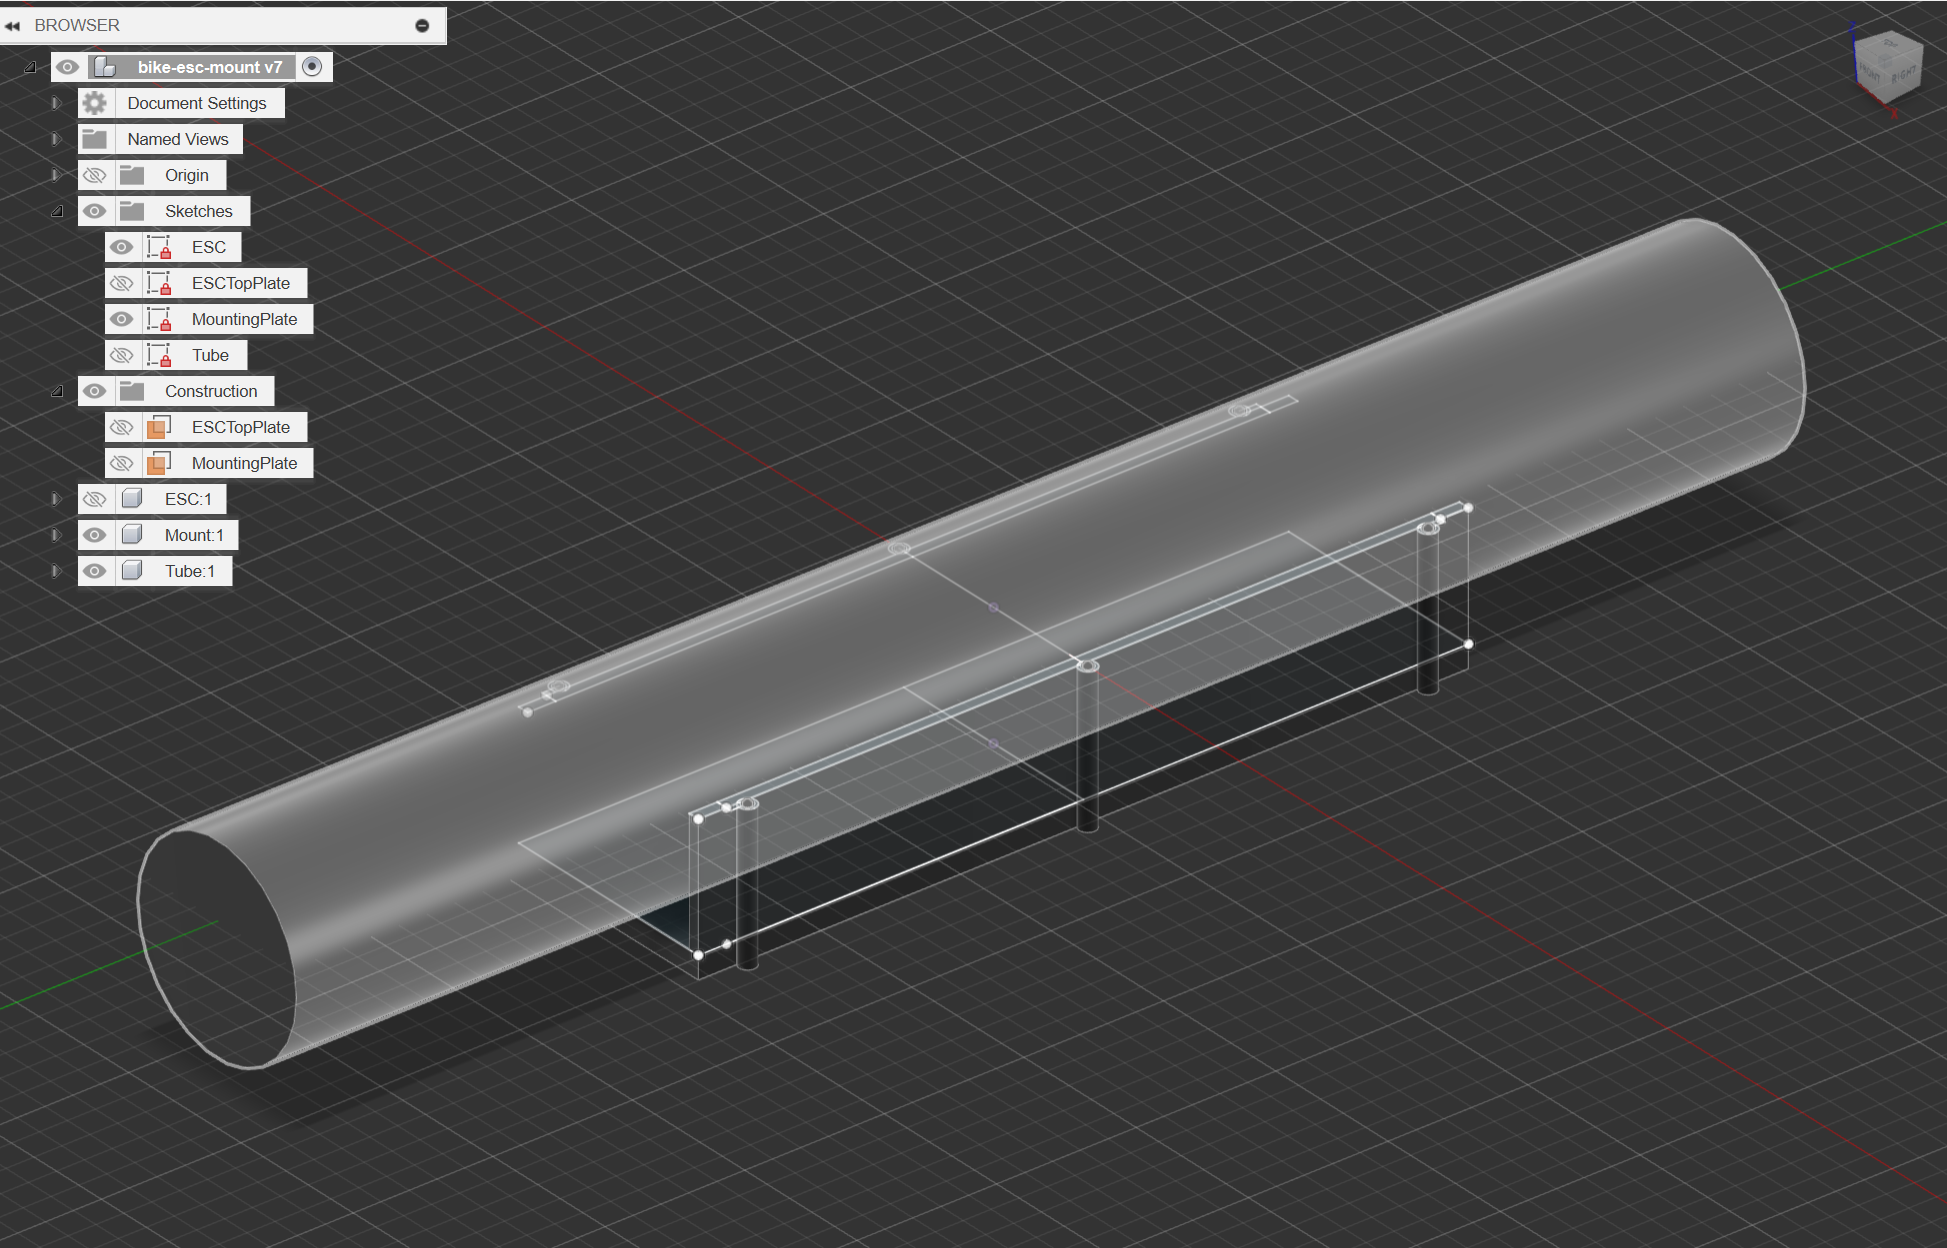 BROWSER
bike-esc-mount v7
Document Settings
Named Views
Origin
Sketches
ESC
ESCTopPlate
MountingPlate
Tube
Construction
ESCTopPlate
MountingPlate
ESC:1
Mount:1
Tube:1
TOP
FRONT
RIGHT
Z
X